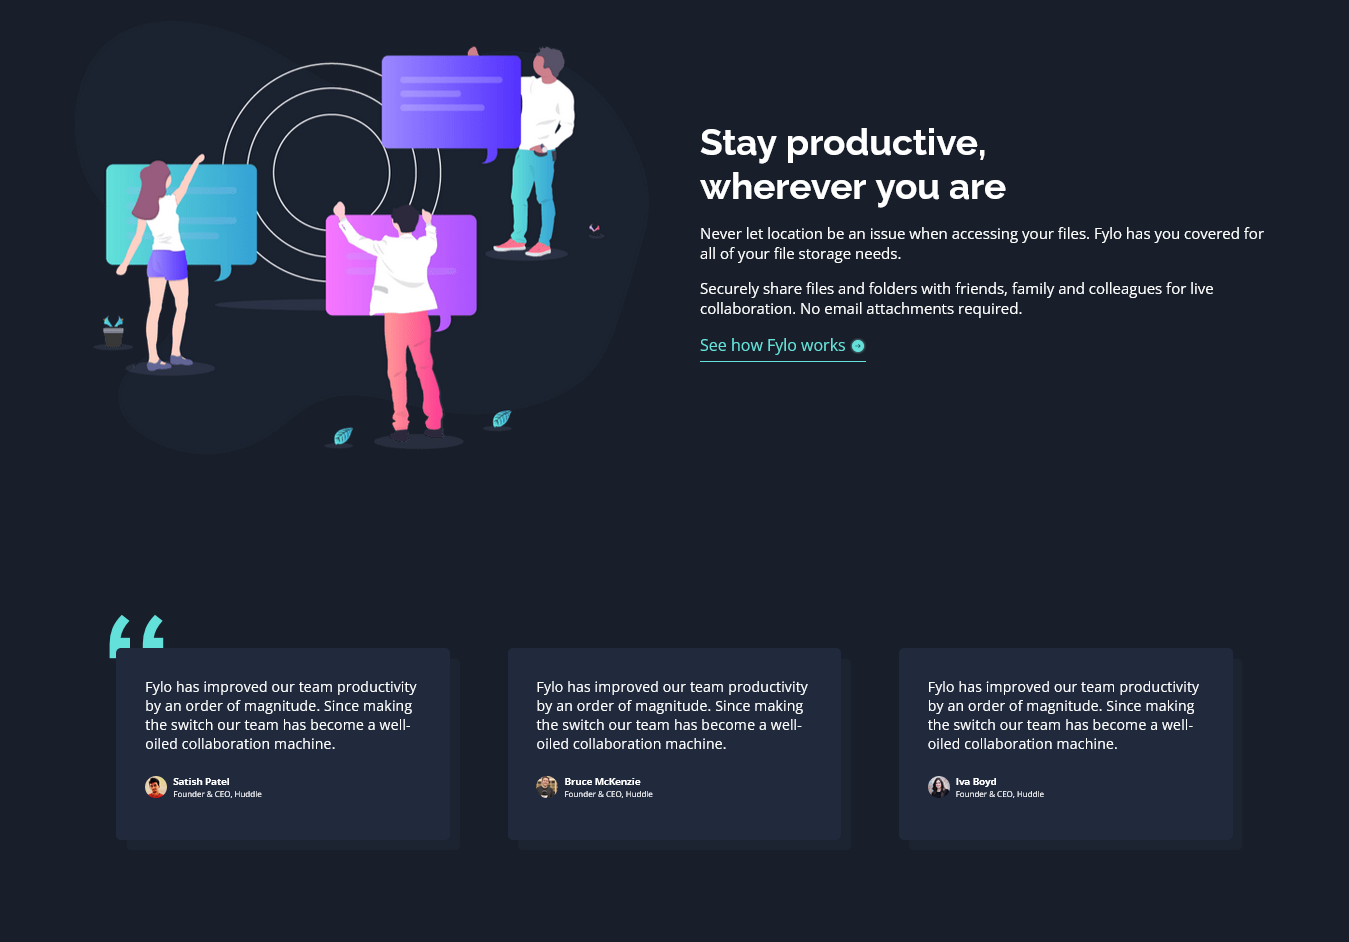 Stay productive,
wherever you are
Never let location be an issue when accessing your files. Fylo has you covered for
all of your file storage needs.
Securely share files and folders with friends, family and colleagues for live
collaboration. No email attachments required.
See how Fylo works
Fylo has improved our team productivity
by an order of magnitude. Since making
the switch our team has become a well-
oiled collaboration machine.
Satish Patel
Founder & CEO, Huddle
Fylo has improved our team productivity
by an order of magnitude. Since making
the switch our team has become a well-
oiled collaboration machine.
Bruce McKenzie
Founder & CEO, Huddle
Fylo has improved our team productivity
by an order of magnitude. Since making
the switch our team has become a well-
oiled collaboration machine.
Iva Boyd
Founder & CEO, Huddle